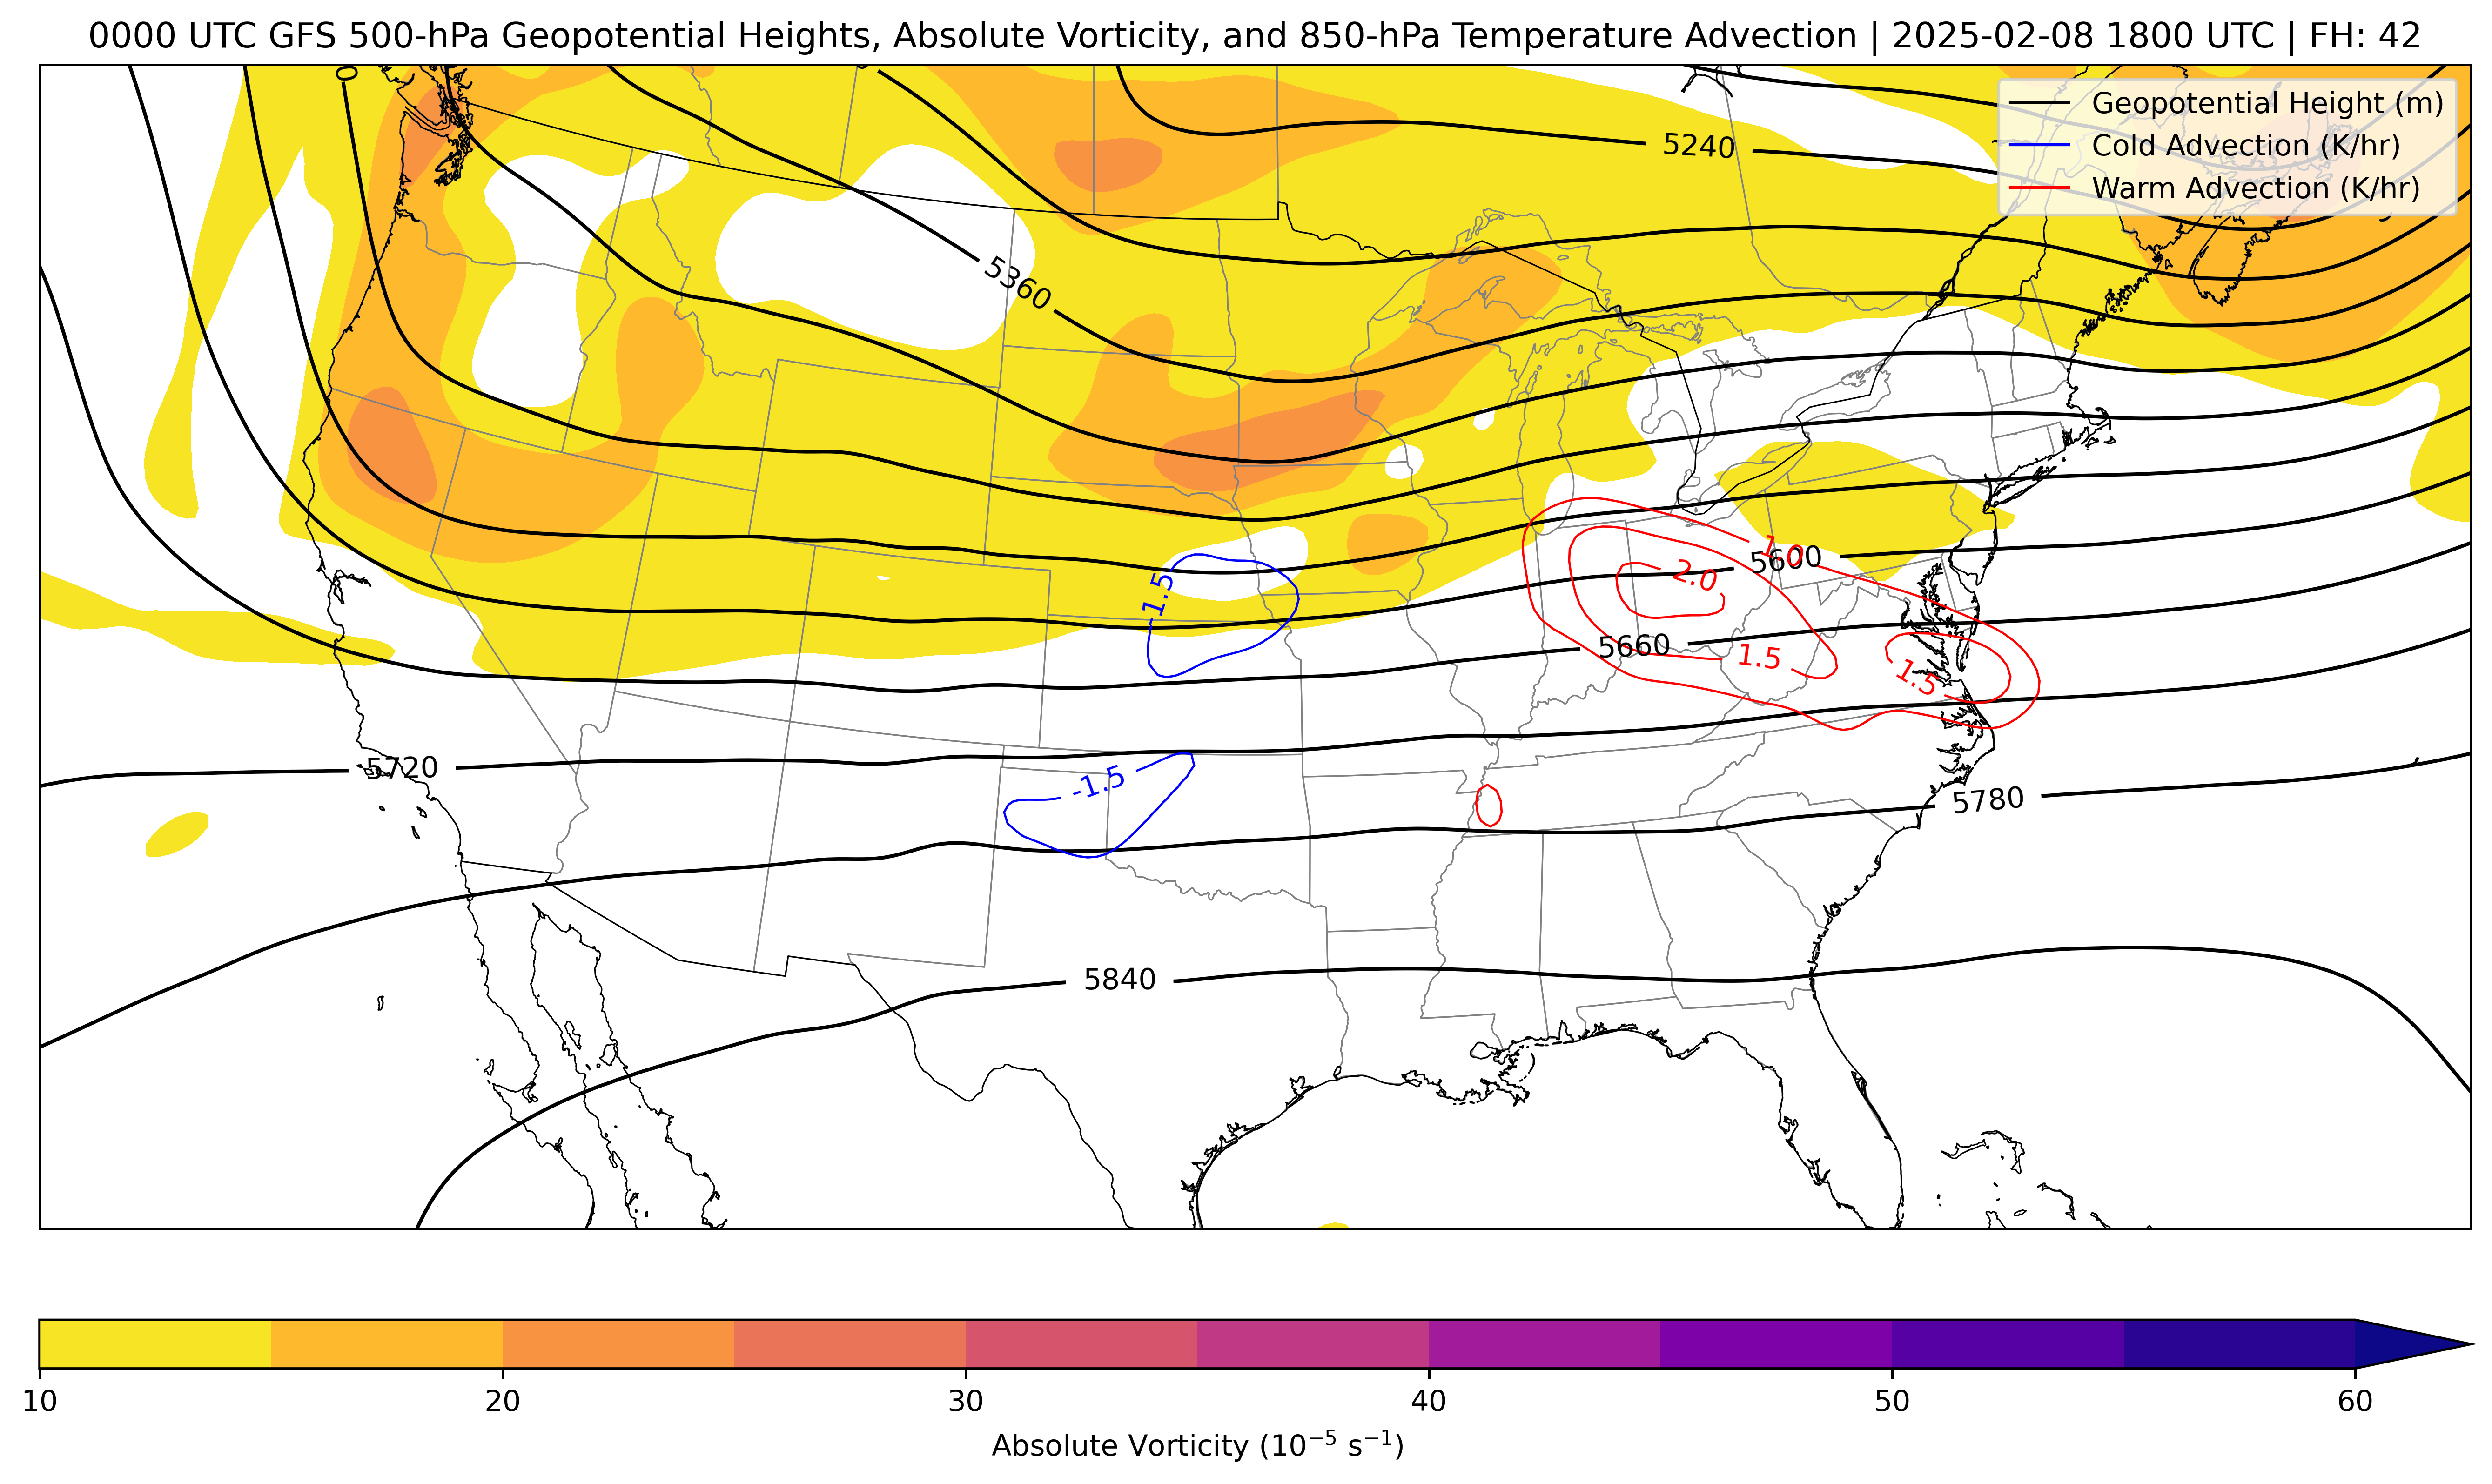 0000 UTC GFS 500-hPa Geopotential Heights, Absolute Vorticity, and 850-hPa Temperature Advection | 2025-02-08 1800 UTC | FH: 42
Geopotential Height (m)
Cold Advection (K/hr)
Warm Advection (K/hr)
0
5240
5360
1.0
5600
2.0
-1.5
5660
1.5
1.5
5720
-1.5
5780
5840
10 20 30 40 50 60
Absolute Vorticity (10⁻⁵ s⁻¹)